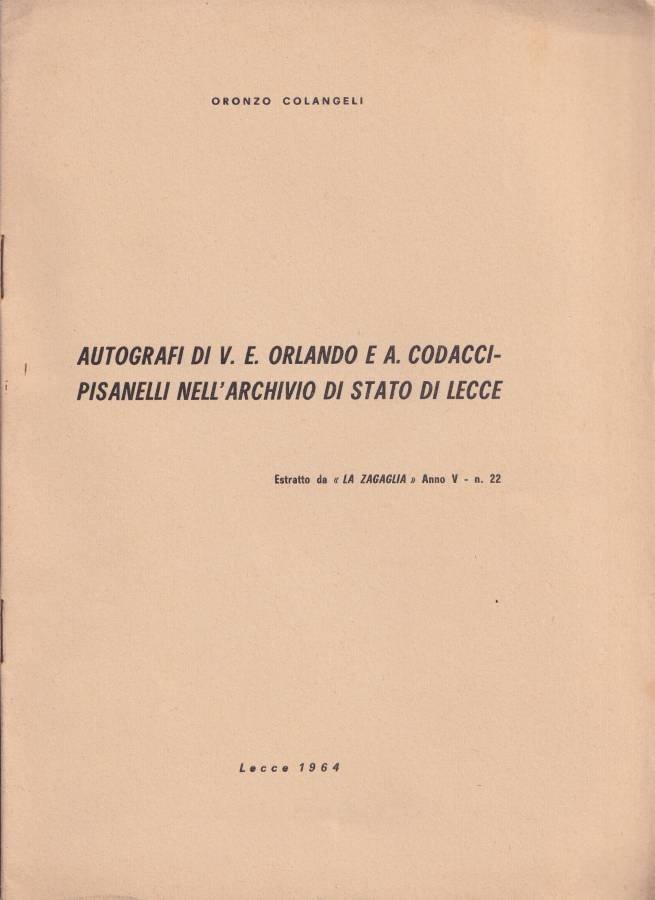 ORONZO COLANGELI
AUTOGRAFI DI V. E. ORLANDO E A. CODACCI-
PISANELLI NELL'ARCHIVIO DI STATO DI LECCE
Estratto da « LA ZAGAGLIA » Anno V - n. 22
Lecce 1964